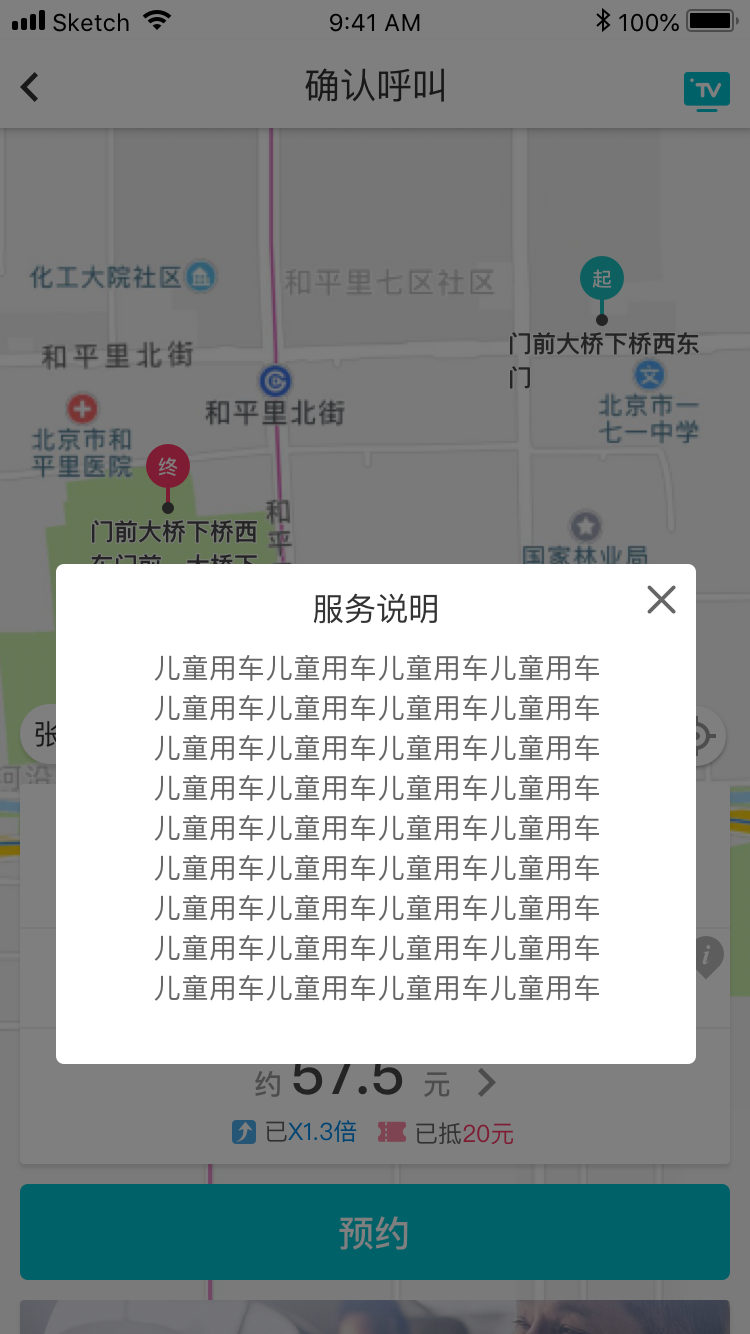 Sketch 9:41 AM 100%
确认呼叫
TV
化工大院社区
和平里七区社区
起
门前大桥下桥西东
门
和平里北街
和平里北街
文
北京市一
七一中学
北京市和
平里医院
终
门前大桥下桥西
和
平
国家林业局
东门前
大桥下
服务说明
儿童用车儿童用车儿童用车儿童用车
儿童用车儿童用车儿童用车儿童用车
儿童用车儿童用车儿童用车儿童用车
儿童用车儿童用车儿童用车儿童用车
儿童用车儿童用车儿童用车儿童用车
儿童用车儿童用车儿童用车儿童用车
儿童用车儿童用车儿童用车儿童用车
儿童用车儿童用车儿童用车儿童用车
儿童用车儿童用车儿童用车儿童用车
张
河沿
i
约 57.5 元
已X1.3倍 已抵20元
预约